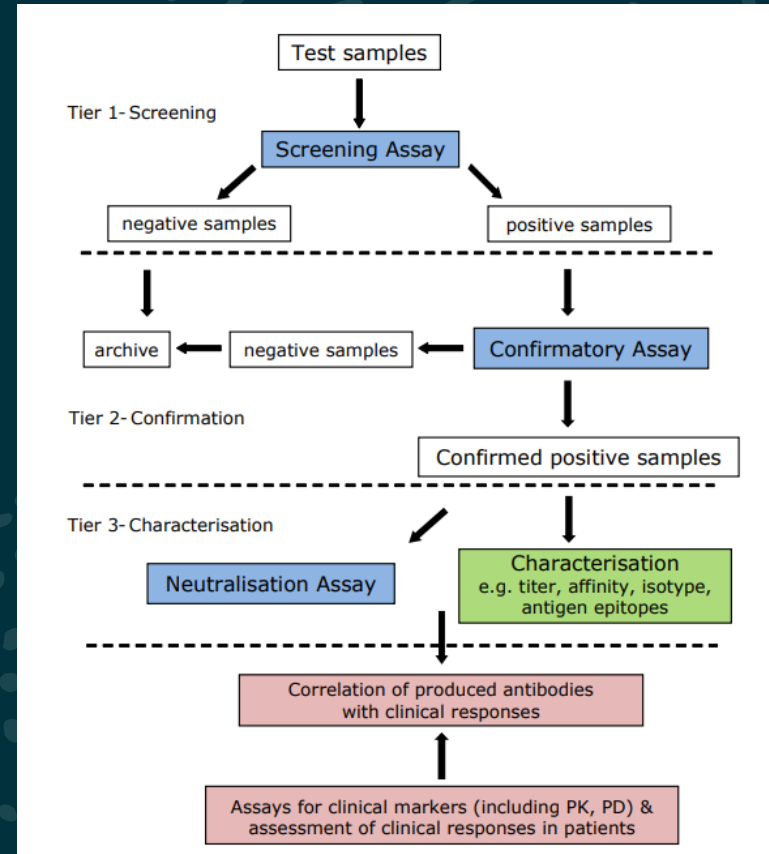 Test samples
Tier 1- Screening
Screening Assay
negative samples
positive samples
archive
negative samples
Confirmatory Assay
Tier 2- Confirmation
Confirmed positive samples
Tier 3- Characterisation
Neutralisation Assay
Characterisation
e.g. titer, affinity, isotype,
antigen epitopes
Correlation of produced antibodies
with clinical responses
Assays for clinical markers (including PK, PD) &
assessment of clinical responses in patients